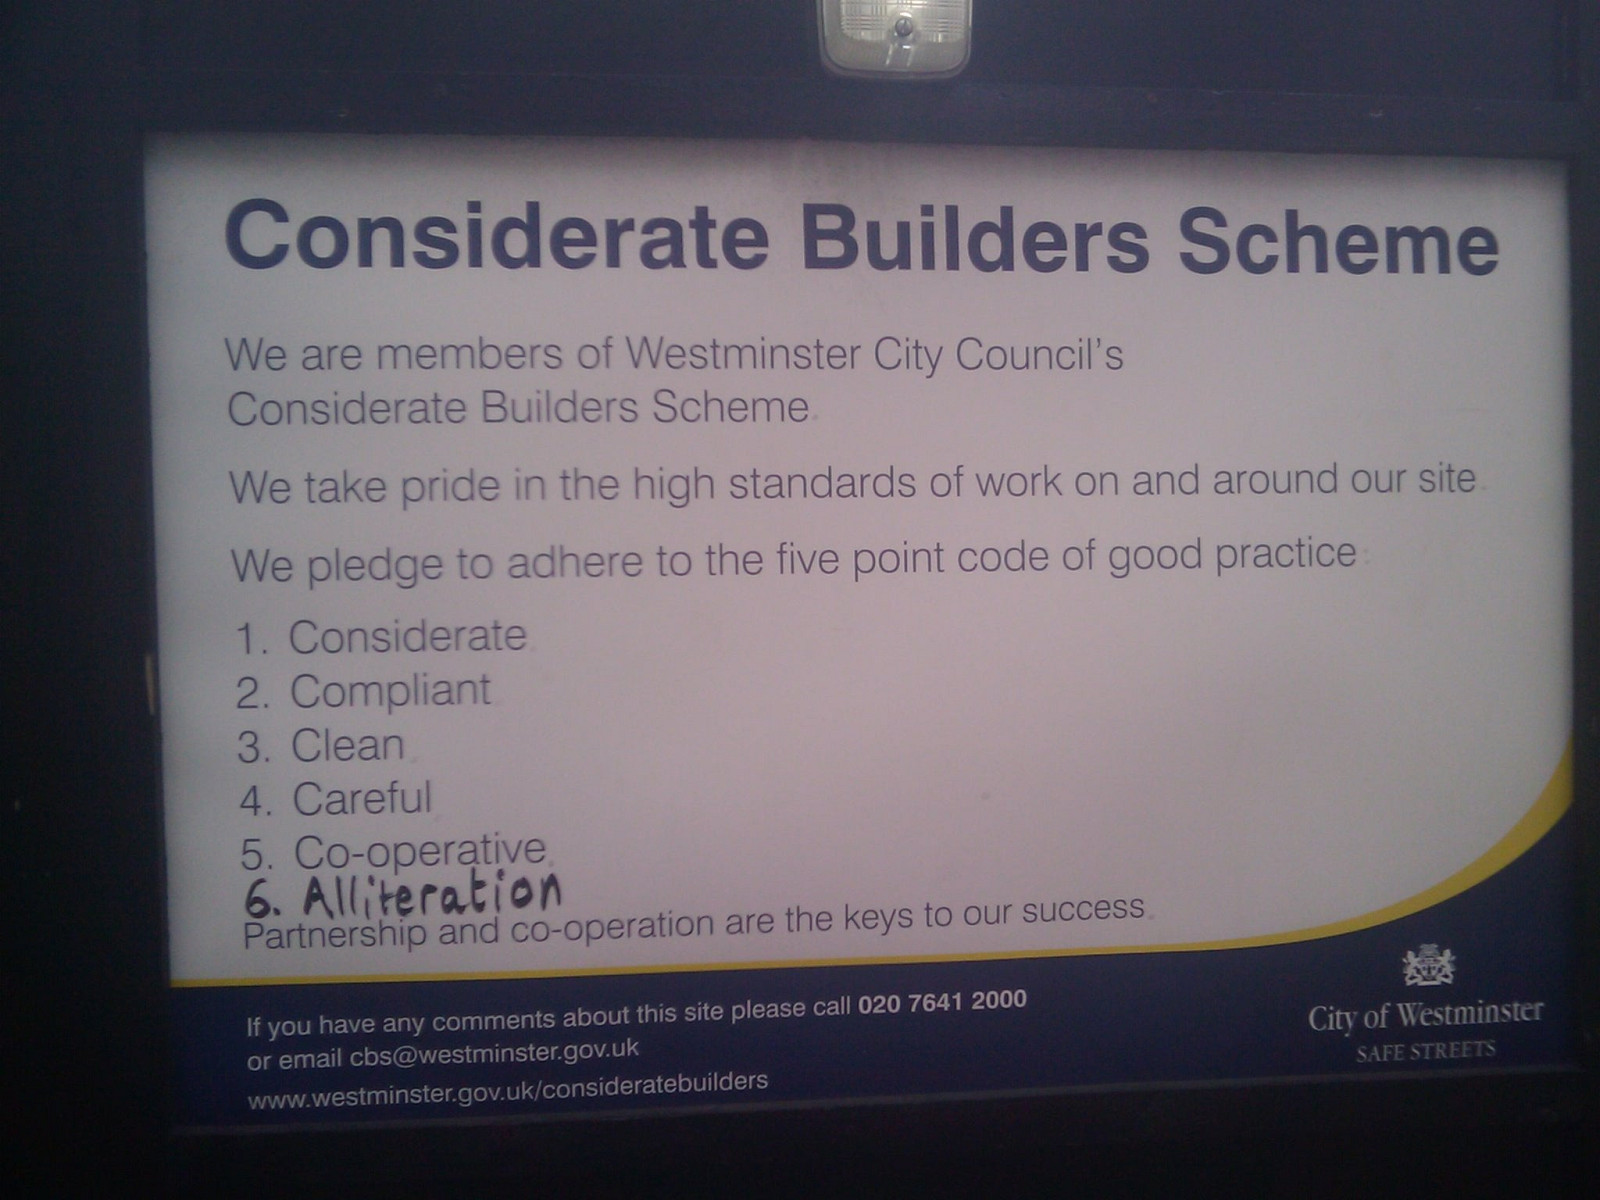 Considerate Builders Scheme
We are members of Westminster City Council's
Considerate Builders Scheme.
We take pride in the high standards of work on and around our site.
We pledge to adhere to the five point code of good practice:
1. Considerate.
2. Compliant
3. Clean.
4. Careful.
5. Co-operative.
6. Alliteration
Partnership and co-operation are the keys to our success.
If you have any comments about this site please call 020 7641 2000
or email cbs@westminster.gov.uk
www.westminster.gov.uk/consideratebuilders
City of Westminster
SAFE STREETS